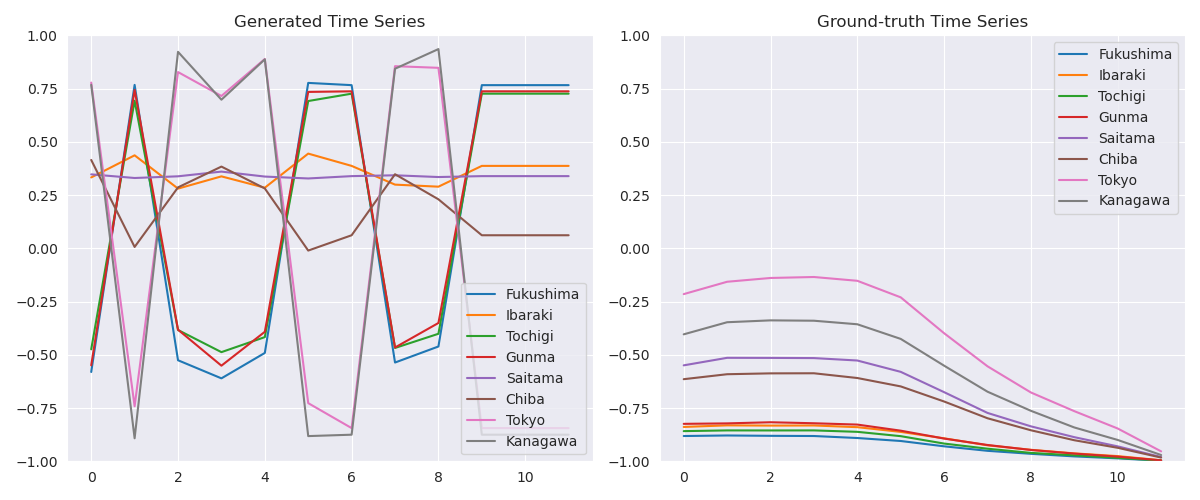 Generated Time Series
1.00
0.75
0.50
0.25
0.00
−0.25
−0.50
−0.75
−1.00
0 2 4 6 8 10
Fukushima
Ibaraki
Tochigi
Gunma
Saitama
Chiba
Tokyo
Kanagawa
Ground-truth Time Series
1.00
0.75
0.50
0.25
0.00
−0.25
−0.50
−0.75
−1.00
0 2 4 6 8 10
Fukushima
Ibaraki
Tochigi
Gunma
Saitama
Chiba
Tokyo
Kanagawa